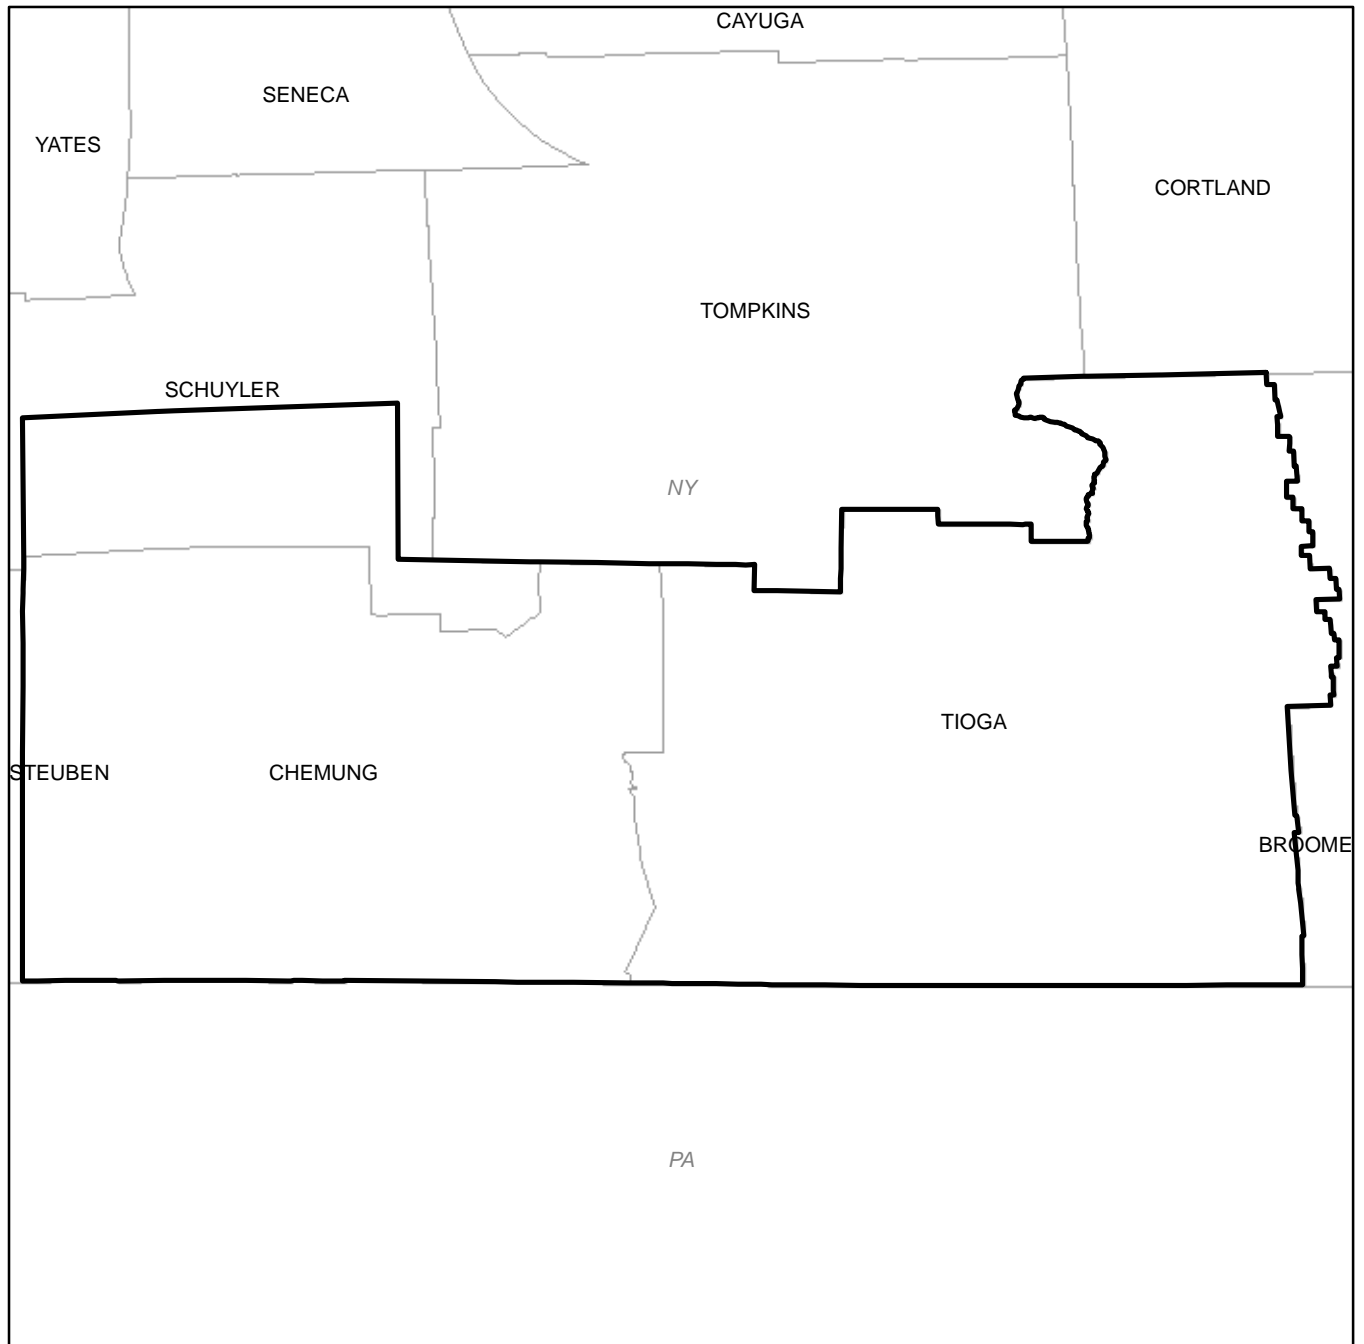 CAYUGA
SENECA
YATES
CORTLAND
TOMPKINS
SCHUYLER
NY
TIOGA
STEUBEN
CHEMUNG
BROOME
PA